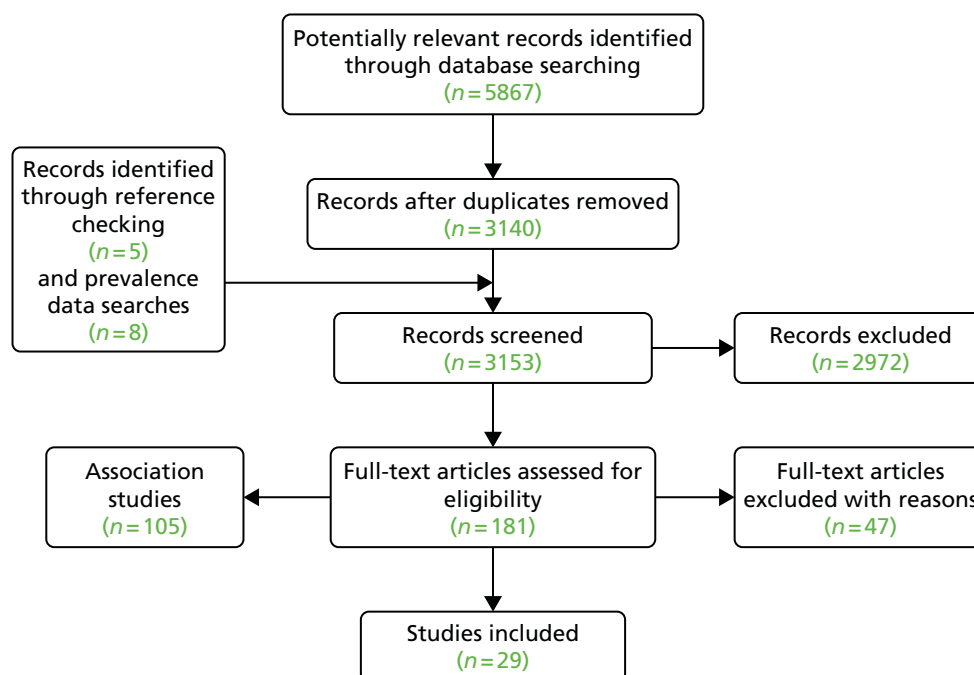 Potentially relevant records identified
through database searching
(n=5867)
Records identified
through reference
checking
(n=5)
and prevalence
data searches
(n=8)
Records after duplicates removed
(n=3140)
Records screened
(n=3153)
Records excluded
(n=2972)
Association
studies
(n=105)
Full-text articles assessed for
eligibility
(n=181)
Full-text articles
excluded with reasons
(n=47)
Studies included
(n=29)